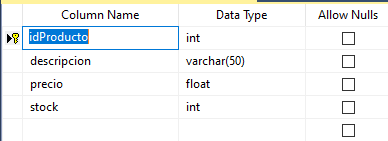 Column Name Data Type Allow Nulls
idProducto int
descripcion varchar(50)
precio float
stock int